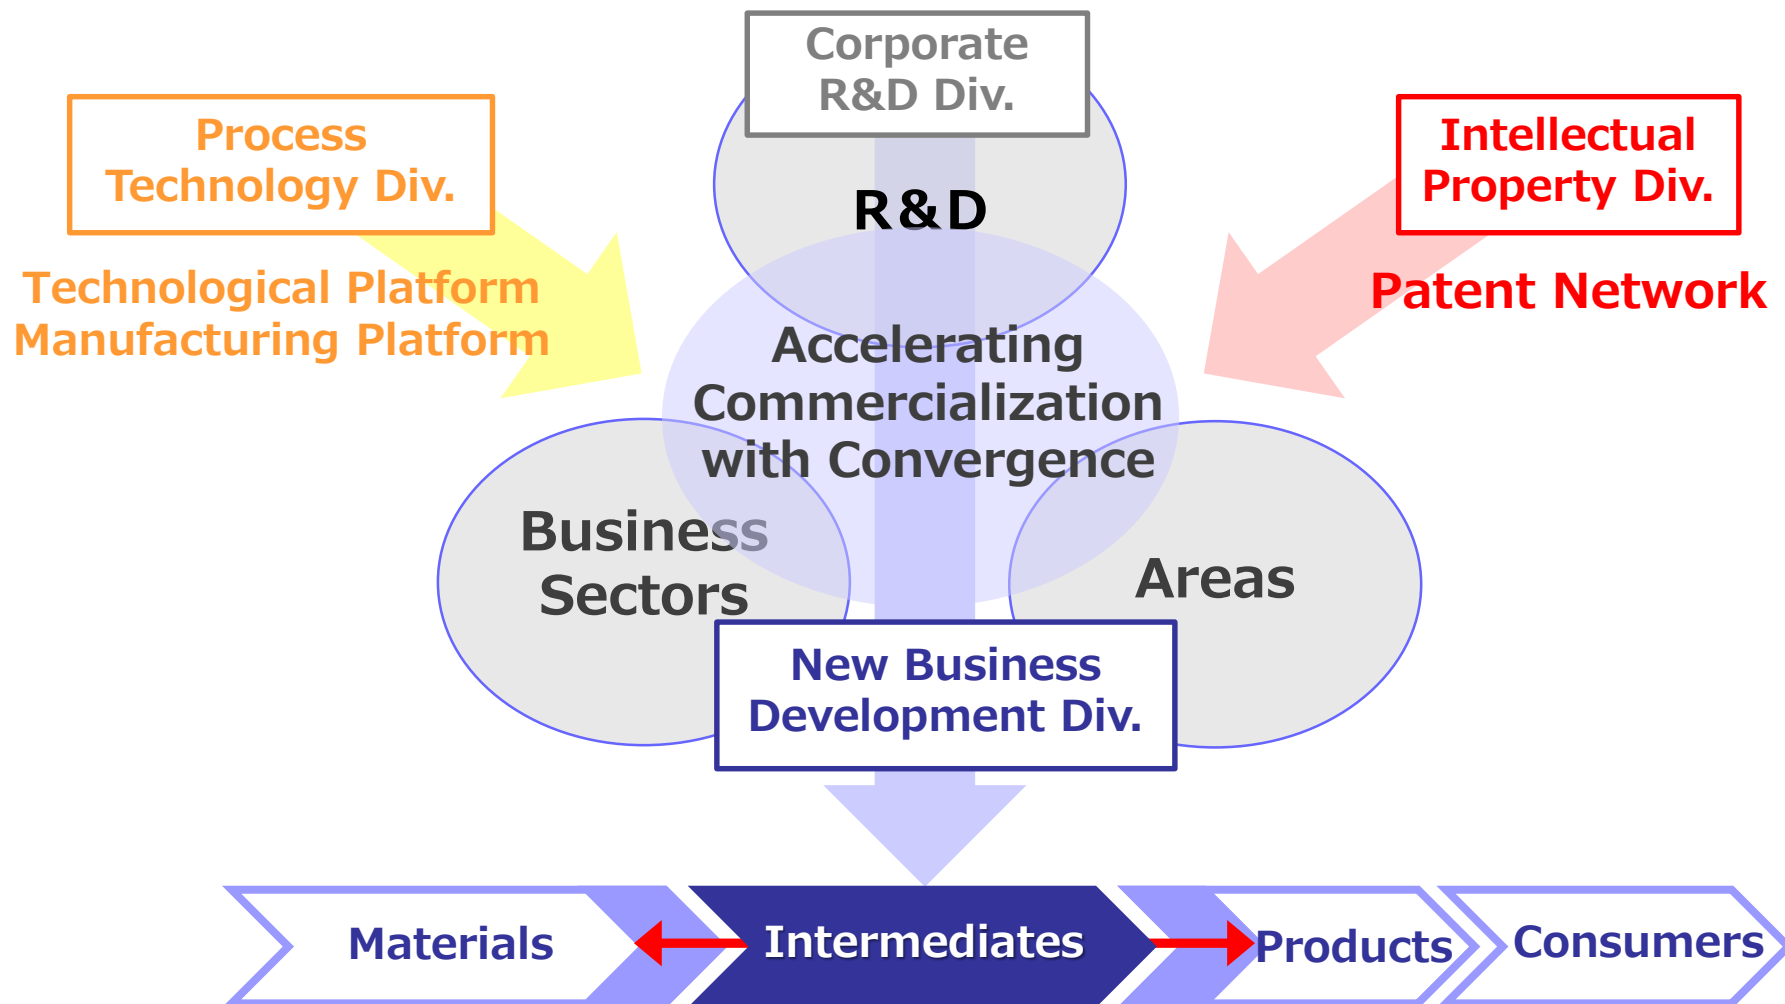 Corporate
R&D Div.
Process
Technology Div.
Intellectual
Property Div.
R&D
Technological Platform
Manufacturing Platform
Patent Network
Accelerating
Commercialization
with Convergence
Business
Sectors
Areas
New Business
Development Div.
Materials
Intermediates
Products
Consumers